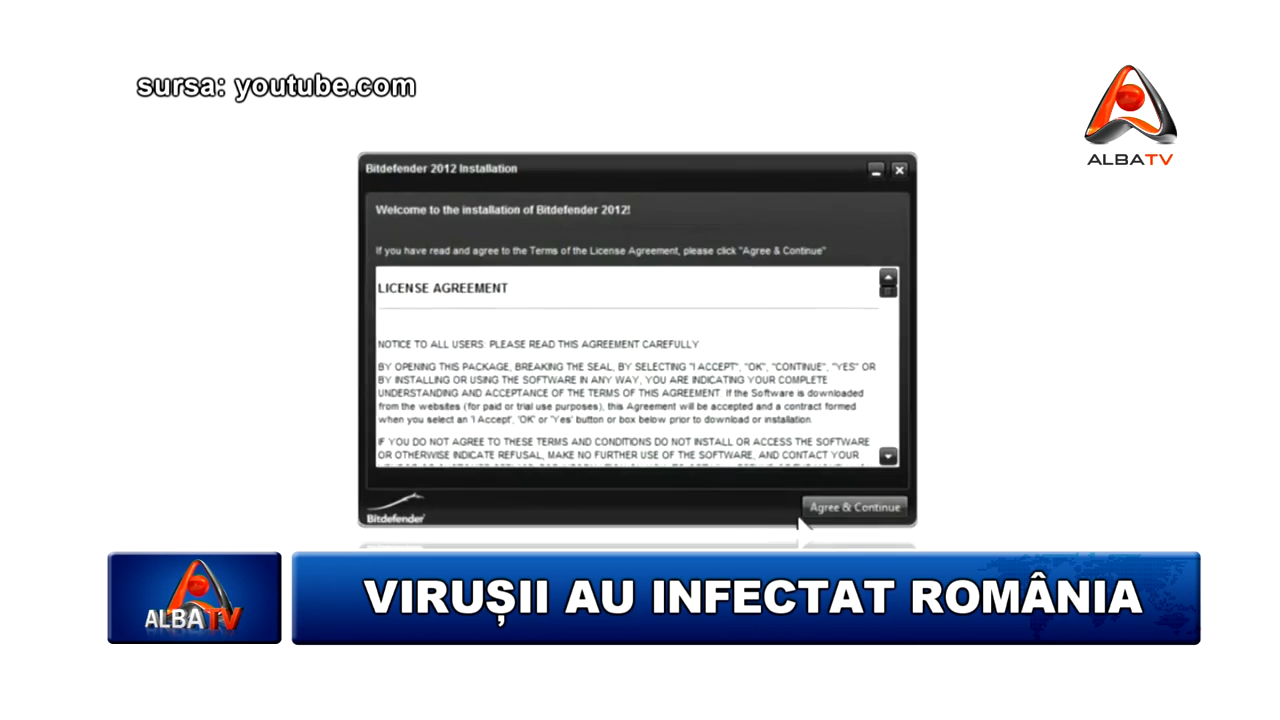 sursa: youtube.com
ALBATV
Bitdefender 2012 Installation
Welcome to the installation of Bitdefender 2012!
If you have read and agree to the Terms of the License Agreement, please click "Agree & Continue"
LICENSE AGREEMENT
NOTICE TO ALL USERS: PLEASE READ THIS AGREEMENT CAREFULLY
BY OPENING THIS PACKAGE, BREAKING THE SEAL, BY SELECTING "I ACCEPT", "OK", "CONTINUE", "YES" OR
BY INSTALLING OR USING THE SOFTWARE IN ANY WAY, YOU ARE INDICATING YOUR COMPLETE
UNDERSTANDING AND ACCEPTANCE OF THE TERMS OF THIS AGREEMENT. If the Software is downloaded
from the websites (for paid or trial use purposes), this Agreement will be accepted and a contract formed
when you select an 'I Accept', 'OK' or 'Yes' button or box below prior to download or installation.
IF YOU DO NOT AGREE TO THESE TERMS AND CONDITIONS DO NOT INSTALL OR ACCESS THE SOFTWARE
OR OTHERWISE INDICATE REFUSAL, MAKE NO FURTHER USE OF THE SOFTWARE, AND CONTACT YOUR
Bitdefender
Agree & Continue
ALBATV
VIRUȘII AU INFECTAT ROMÂNIA